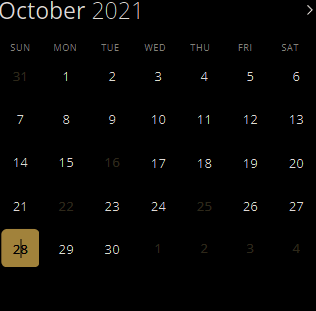 October 2021
SUN MON TUE WED THU FRI SAT
31 1 2 3 4 5 6
7 8 9 10 11 12 13
14 15 16 17 18 19 20
21 22 23 24 25 26 27
28 29 30 1 2 3 4